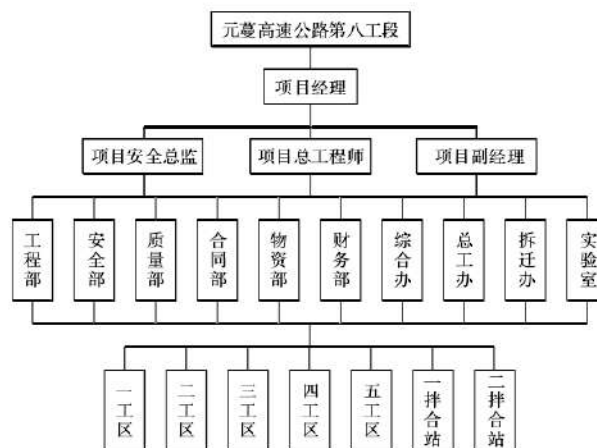 元蔓高速公路第八工段
项目经理
项目安全总监
项目总工程师
项目副经理
工程部
安全部
质量部
合同部
物资部
财务部
综合办
总工办
拆迁办
实验室
一工区
二工区
三工区
四工区
五工区
一拌合站
二拌合站